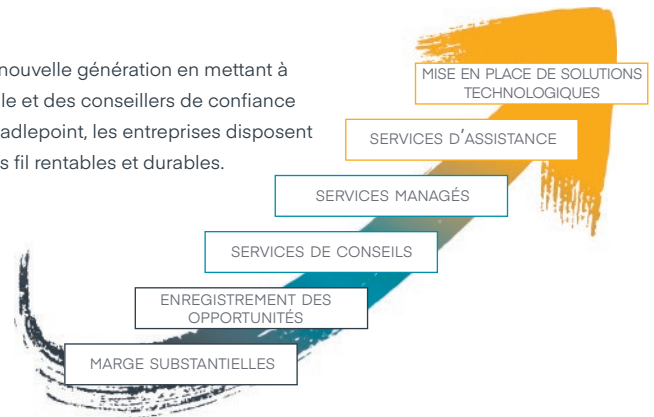 nouvelle génération en mettant à
le et des conseillers de confiance
adlepoint, les entreprises disposent
s fil rentables et durables.
MISE EN PLACE DE SOLUTIONS
TECHNOLOGIQUES
SERVICES D'ASSISTANCE
SERVICES MANAGÉS
SERVICES DE CONSEILS
ENREGISTREMENT DES
OPPORTUNITÉS
MARGE SUBSTANTIELLES